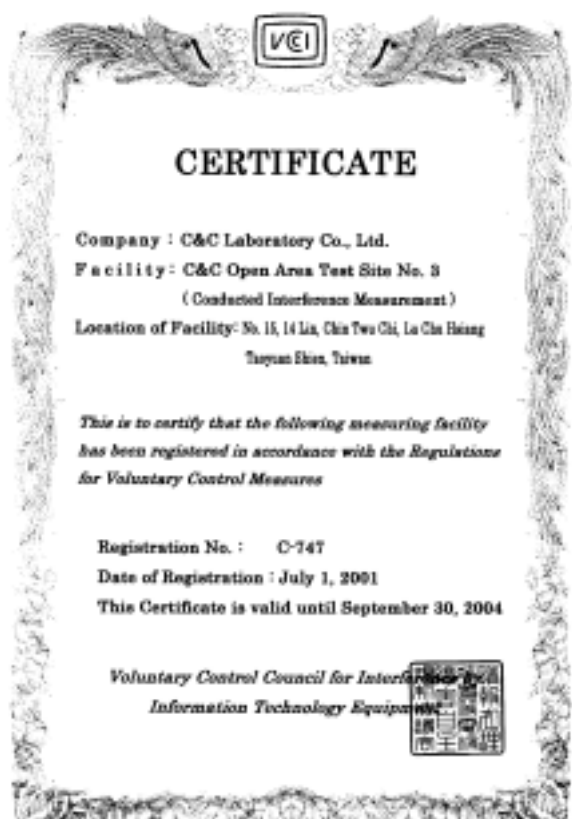 VCCI
CERTIFICATE
Company : C&C Laboratory Co., Ltd.
Facility : C&C Open Area Test Site No. 3
( Conducted Interference Measurement )
Location of Facility: No. 15, 14 Lin, Chin Two Chi, Lu Chu Hsiang
Taoyuan Shien, Taiwan
This is to certify that the following measuring facility
has been registered in accordance with the Regulations
for Voluntary Control Measures
Registration No. : C-747
Date of Registration : July 1, 2001
This Certificate is valid until September 30, 2004
Voluntary Control Council for Interference by
Information Technology Equipment